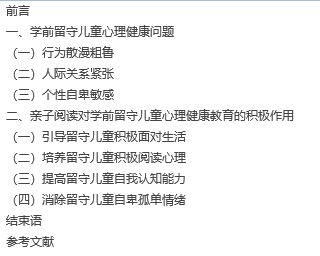 前言
一、学前留守儿童心理健康问题
（一）行为散漫粗鲁
（二）人际关系紧张
（三）个性自卑敏感
二、亲子阅读对学前留守儿童心理健康教育的积极作用
（一）引导留守儿童积极面对生活
（二）培养留守儿童积极阅读心理
（三）提高留守儿童自我认知能力
（四）消除留守儿童自卑孤单情绪
结束语
参考文献